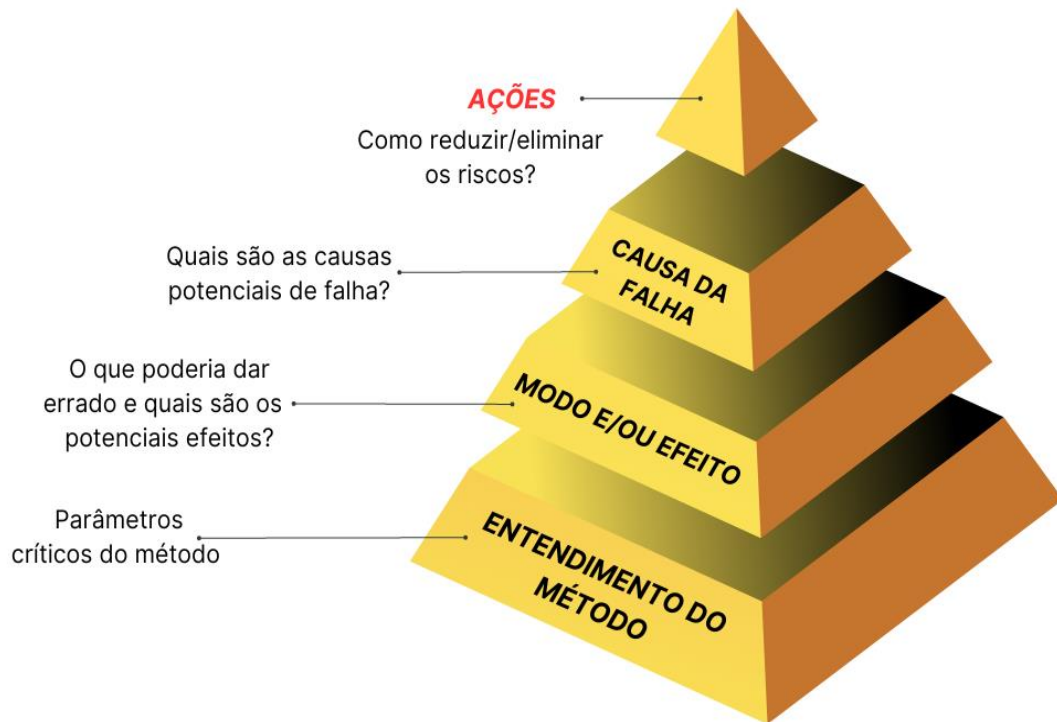 AÇÕES
Como reduzir/eliminar
os riscos?
Quais são as causas
potenciais de falha?
CAUSA DA
FALHA
O que poderia dar
errado e quais são os
potenciais efeitos?
MODO E/OU EFEITO
Parâmetros
críticos do método
ENTENDIMENTO DO
MÉTODO